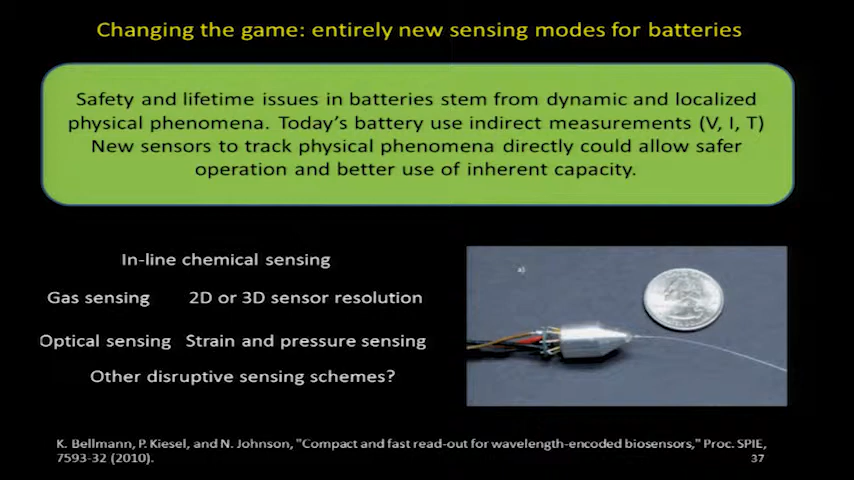 Changing the game: entirely new sensing modes for batteries
Safety and lifetime issues in batteries stem from dynamic and localized
physical phenomena. Today's battery use indirect measurements (V, I, T)
New sensors to track physical phenomena directly could allow safer
operation and better use of inherent capacity.
In-line chemical sensing
Gas sensing 2D or 3D sensor resolution
Optical sensing Strain and pressure sensing
Other disruptive sensing schemes?
a)
K. Bellmann, P. Kiesel, and N. Johnson, "Compact and fast read-out for wavelength-encoded biosensors," Proc. SPIE,
7593-32 (2010).
37